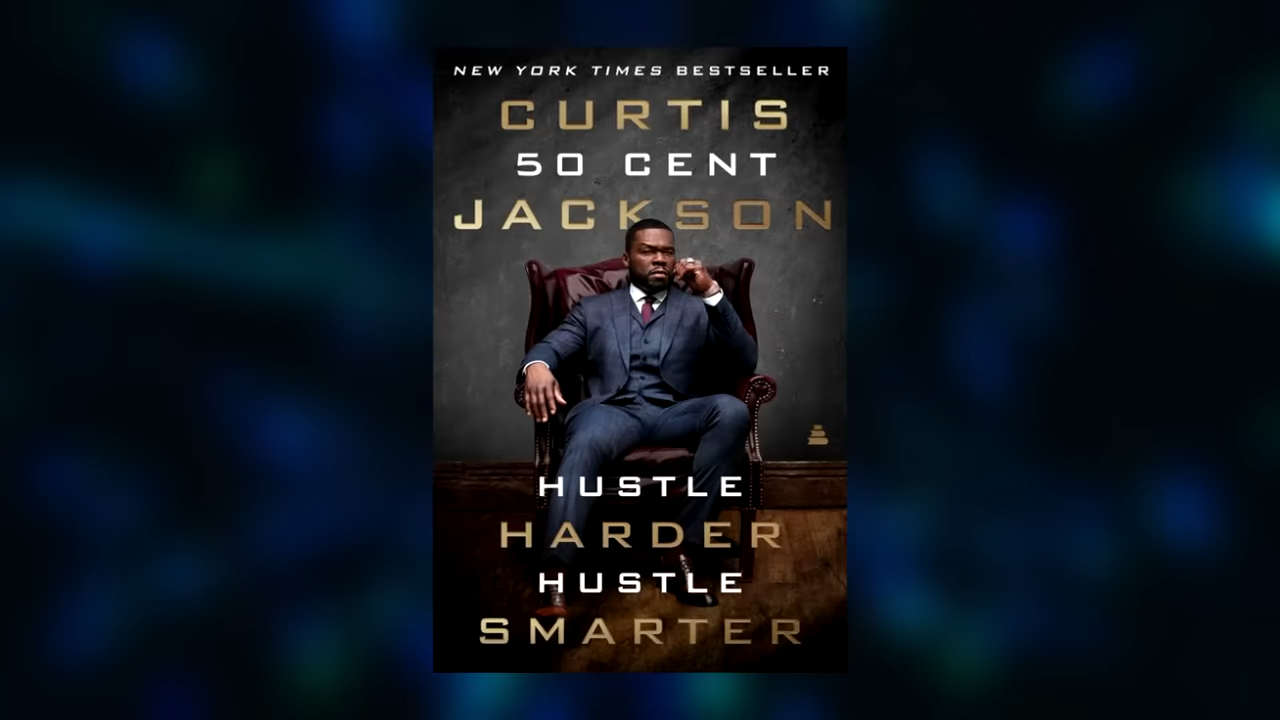 NEW YORK TIMES BESTSELLER
CURTIS
50 CENT
JACKSON
HUSTLE
HARDER
HUSTLE
SMARTER